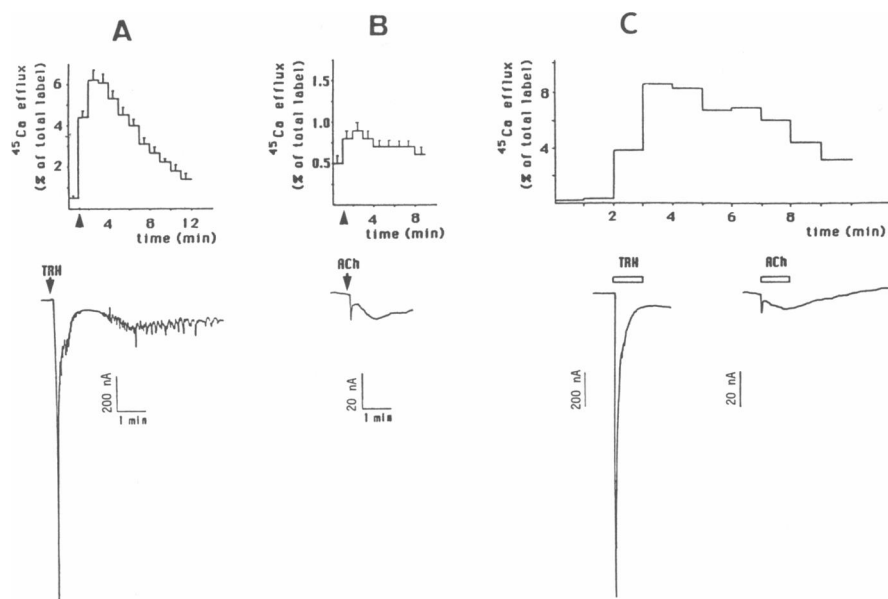 A
B
C
45Ca efflux
(% of total label)
6
4
2
4
8
12
time (min)
45Ca efflux
(% of total label)
1.5
1.0
0.5
4
8
time (min)
45Ca efflux
(% of total label)
8
4
2
4
6
8
time (min)
TRH
ACh
TRH
ACh
200 nA
1 min
20 nA
1 min
200 nA
20 nA